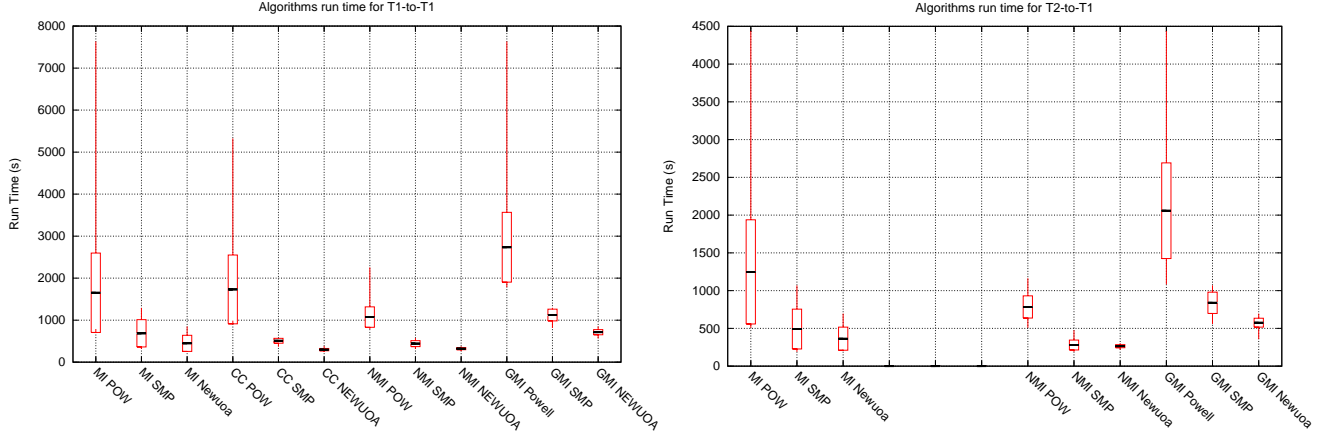 Algorithms run time for T1-to-T1
Run Time (s)
8000
7000
6000
5000
4000
3000
2000
1000
0
MI POW
MI SMP
MI Newuoa
CC POW
CC SMP
CC NEWUOA
NMI POW
NMI SMP
NMI NEWUOA
GMI Powell
GMI SMP
GMI NEWUOA
Algorithms run time for T2-to-T1
Run Time (s)
4500
4000
3500
3000
2500
2000
1500
1000
500
0
MI POW
MI SMP
MI Newuoa
NMI POW
NMI SMP
NMI Newuoa
GMI Powell
GMI SMP
GMI Newuoa